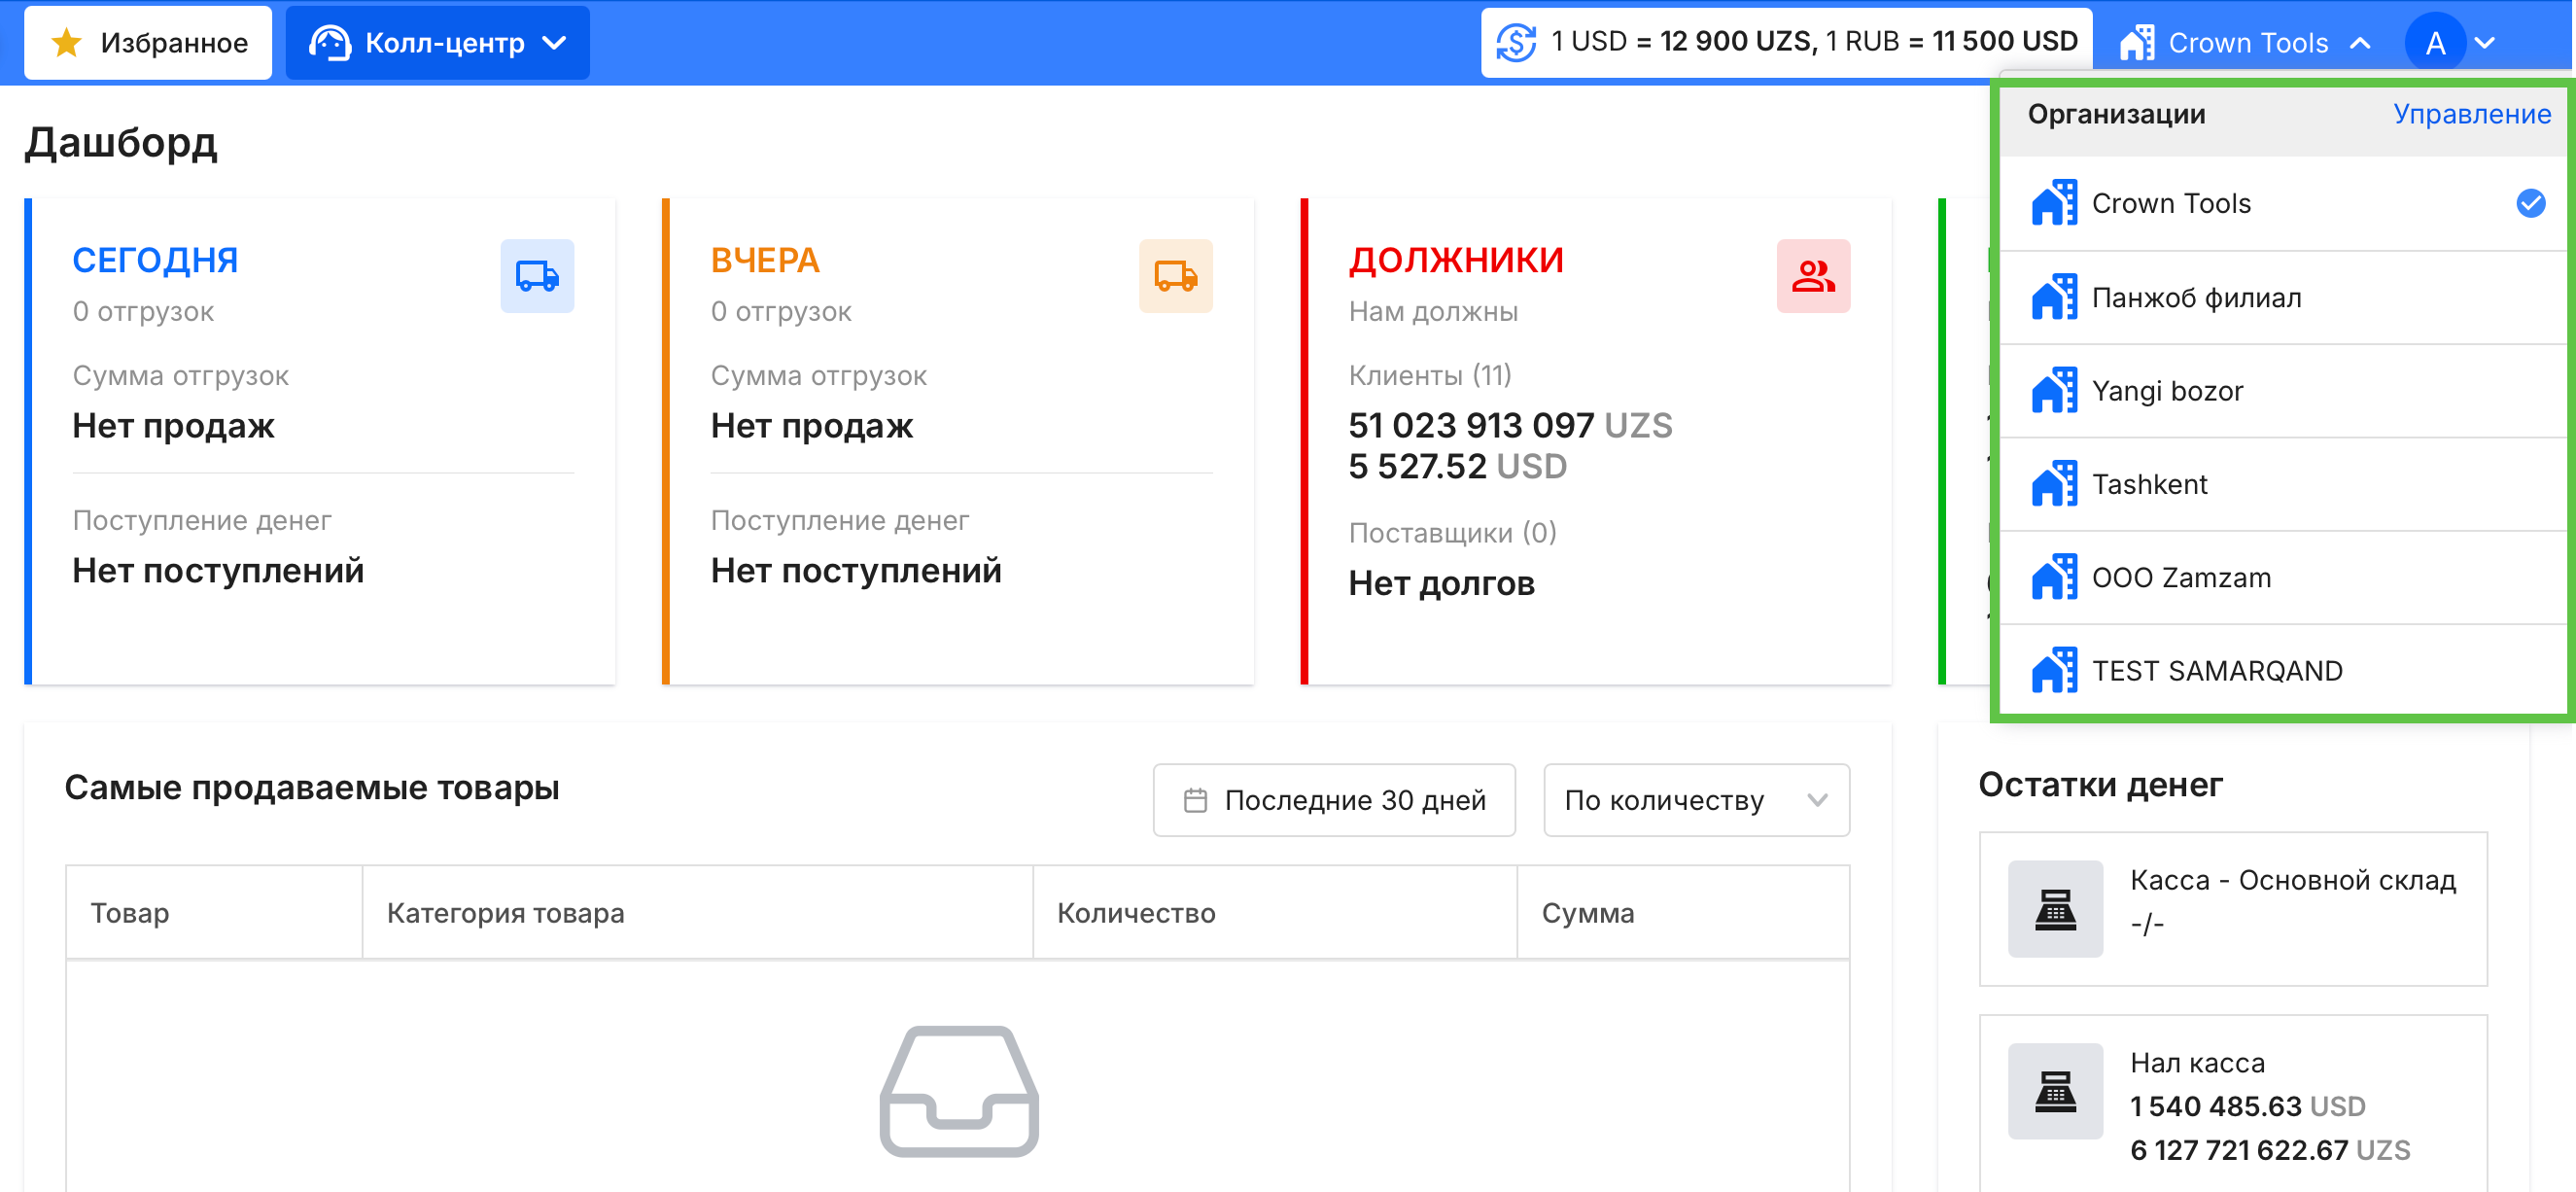 Избранное
Колл-центр
1 USD = 12 900 UZS, 1 RUB = 11 500 USD
Crown Tools
A
Организации
Управление
Crown Tools
Панжоб филиал
Yangi bozor
Tashkent
ООО Zamzam
TEST SAMARQAND
Дашборд
СЕГОДНЯ
0 отгрузок
Сумма отгрузок
Нет продаж
Поступление денег
Нет поступлений
ВЧЕРА
0 отгрузок
Сумма отгрузок
Нет продаж
Поступление денег
Нет поступлений
ДОЛЖНИКИ
Нам должны
Клиенты (11)
51 023 913 097 UZS
5 527.52 USD
Поставщики (0)
Нет долгов
Самые продаваемые товары
Последние 30 дней
По количеству
Товар
Категория товара
Количество
Сумма
Остатки денег
Касса - Основной склад
-/-
Нал касса
1 540 485.63 USD
6 127 721 622.67 UZS